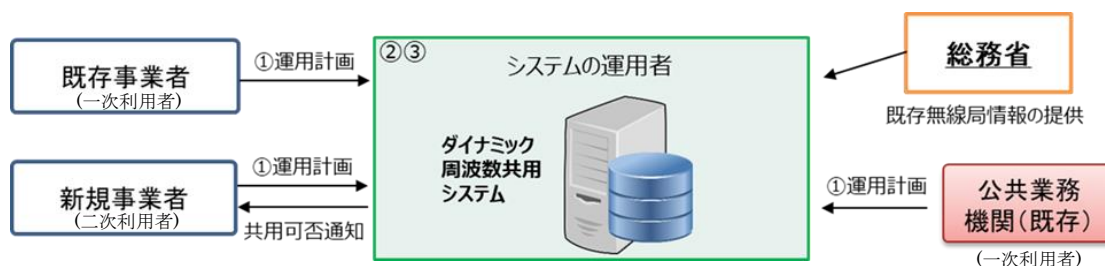 既存事業者
(一次利用者)
①運用計画
新規事業者
(二次利用者)
①運用計画
共用可否通知
②③
システムの運用者
ダイナミック
周波数共用
システム
総務省
既存無線局情報の提供
①運用計画
公共業務
機関(既存)
(一次利用者)